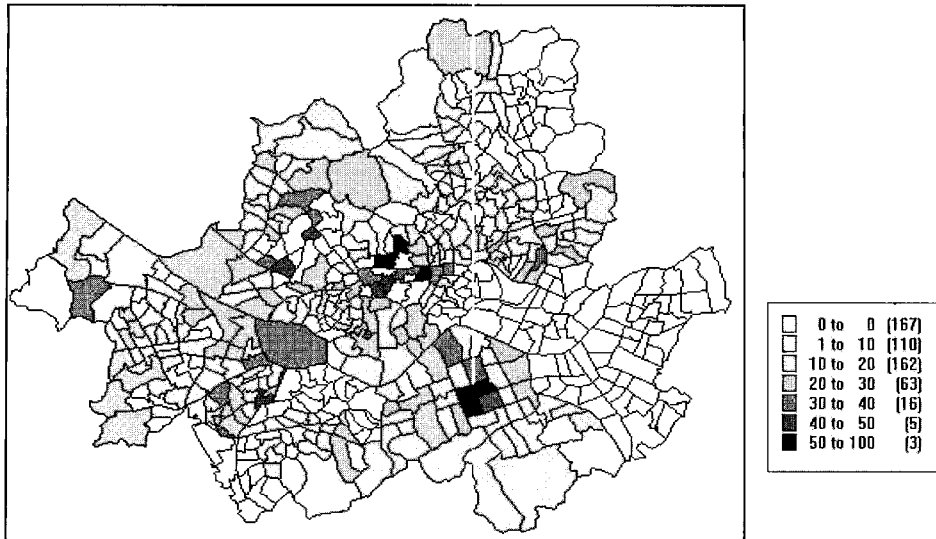 0 to 0 (167)
1 to 10 (110)
10 to 20 (162)
20 to 30 (63)
30 to 40 (16)
40 to 50 (5)
50 to 100 (3)